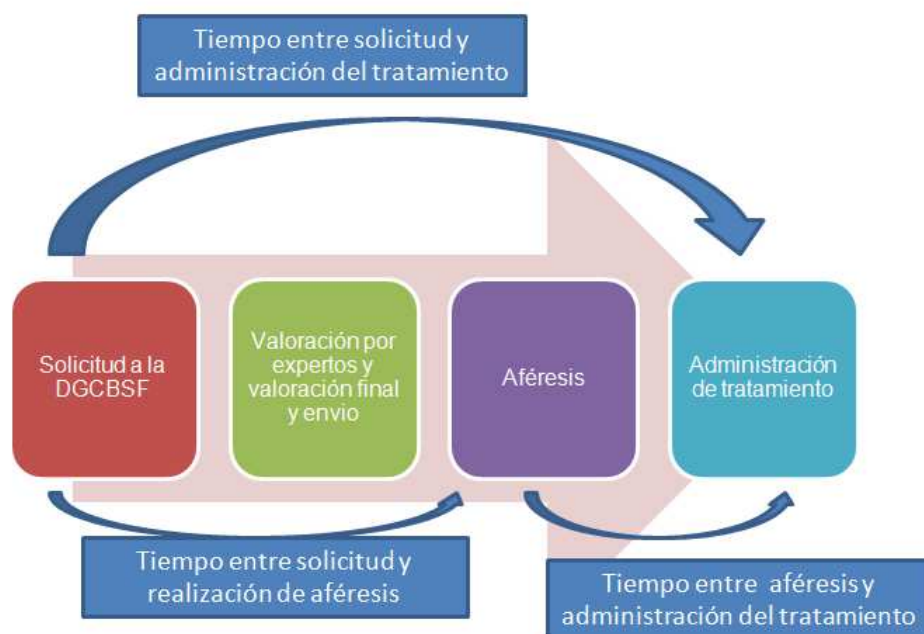 Tiempo entre solicitud y
administración del tratamiento
Solicitud a la
DGCBSF
Valoración por
expertos y
valoración final
y envio
Aféresis
Administración
de tratamiento
Tiempo entre solicitud y
realización de aféresis
Tiempo entre aféresis y
administración del tratamiento